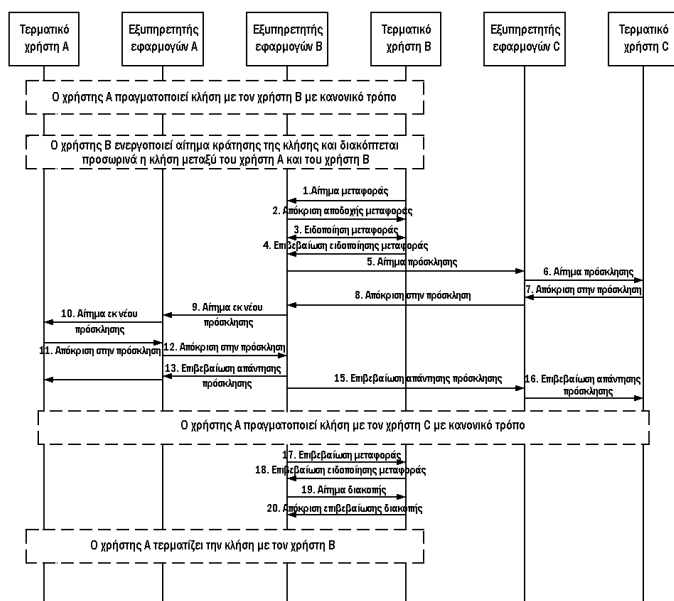 Τερματικό
χρήστη A
Εξυπηρετητής
εφαρμογών A
Εξυπηρετητής
εφαρμογών B
Τερματικό
χρήστη B
Εξυπηρετητής
εφαρμογών C
Τερματικό
χρήστη C
Ο χρήστης A πραγματοποιεί κλήση με τον χρήστη B με κανονικό τρόπο
Ο χρήστης B ενεργοποιεί αίτημα κράτησης της κλήσης και διακόπτεται
προσωρινά η κλήση μεταξύ του χρήστη A και του χρήστη B
1.Αίτημα μεταφοράς
2. Απόκριση αποδοχής μεταφοράς
3. Ειδοποίηση μεταφοράς
4. Επιβεβαίωση ειδοποίησης μεταφοράς
5. Αίτημα πρόσκλησης
6. Αίτημα πρόσκλησης
7. Απόκριση στην πρόσκληση
8. Απόκριση στην πρόσκληση
9. Αίτημα εκ νέου
πρόσκλησης
10. Αίτημα εκ νέου
πρόσκλησης
11. Απόκριση στην πρόσκληση
12. Απόκριση στην πρόσκληση
13. Επιβεβαίωση απάντησης
πρόσκλησης
15. Επιβεβαίωση απάντησης πρόσκλησης
16. Επιβεβαίωση απάντησης
πρόσκλησης
Ο χρήστης A πραγματοποιεί κλήση με τον χρήστη C με κανονικό τρόπο
17. Επιβεβαίωση μεταφοράς
18. Επιβεβαίωση ειδοποίησης μεταφοράς
19. Αίτημα διακοπής
20. Απόκριση επιβεβαίωσης διακοπής
Ο χρήστης A τερματίζει την κλήση με τον χρήστη B